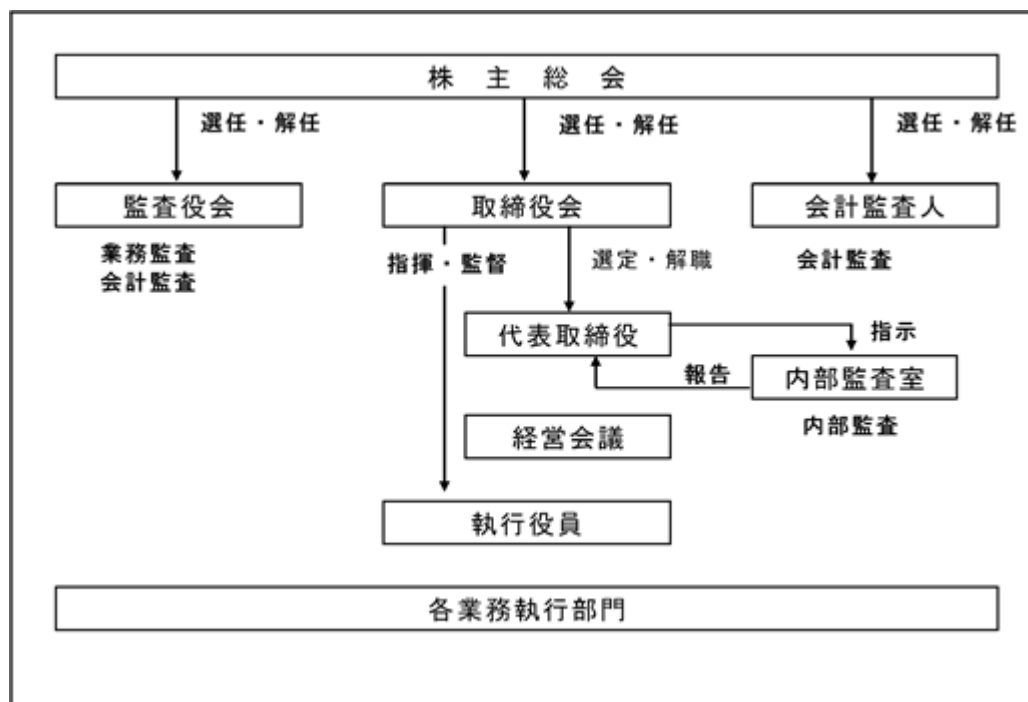 株主総会
選任・解任
選任・解任
選任・解任
監査役会
取締役会
会計監査人
業務監査
会計監査
指揮・監督
選定・解職
会計監査
代表取締役
指示
報告
内部監査室
内部監査
経営会議
執行役員
各業務執行部門